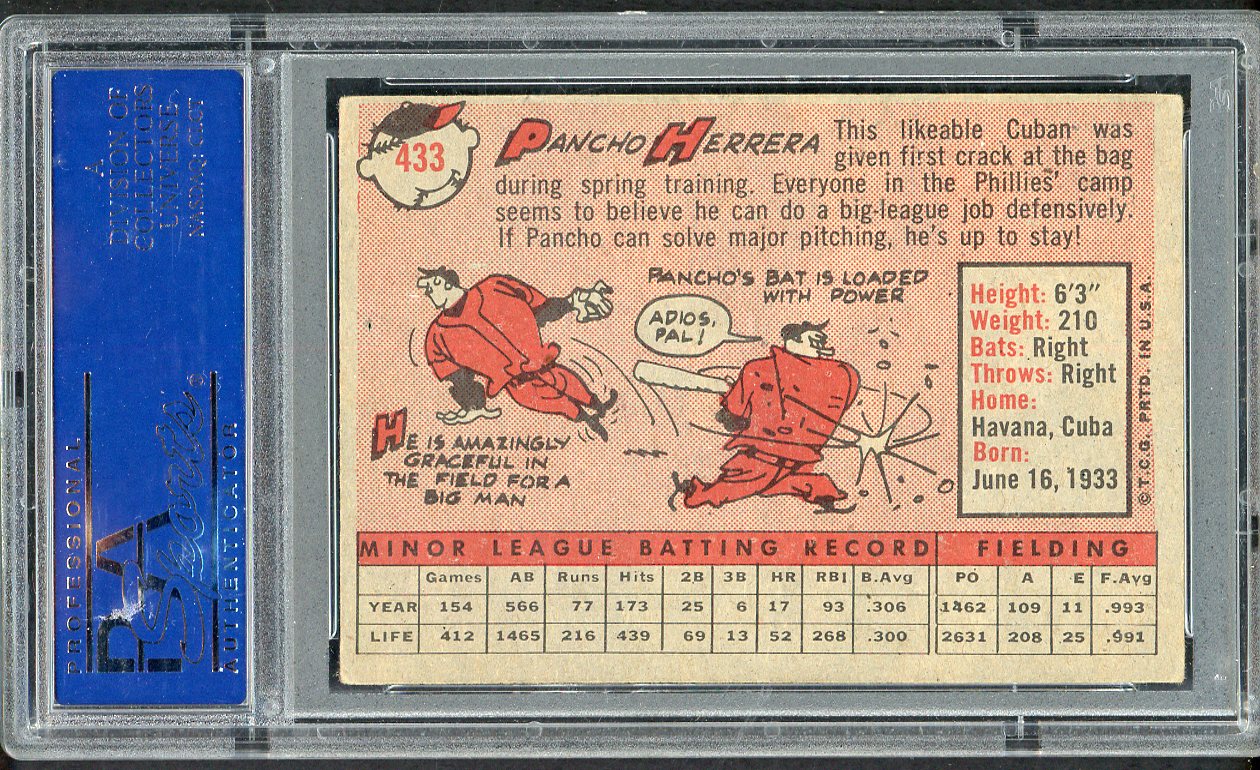 A
DIVISION OF
COLLECTORS
UNIVERSE
NASDAQ: CLCT
PROFESSIONAL
PSA
Sports ®
AUTHENTICATOR
433
PANCHO HERRERA
This likeable Cuban was
given first crack at the bag
during spring training. Everyone in the Phillies' camp
seems to believe he can do a big-league job defensively.
If Pancho can solve major pitching, he's up to stay!
HE IS AMAZINGLY
GRACEFUL IN
THE FIELD FOR A
BIG MAN
PANCHO'S BAT IS LOADED
WITH POWER
ADIOS,
PAL!
Height: 6'3"
Weight: 210
Bats: Right
Throws: Right
Home:
Havana, Cuba
Born:
June 16, 1933
©T.C.G. PRTD. IN U.S.A.
MINOR LEAGUE BATTING RECORD FIELDING
Games AB Runs Hits 2B 3B HR RBI B.Avg PO A E F.Avg
YEAR 154 566 77 173 25 6 17 93 .306 1462 109 11 .993
LIFE 412 1465 216 439 69 13 52 268 .300 2631 208 25 .991